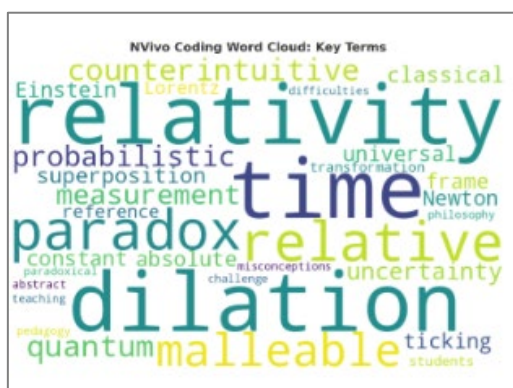 NVivo Coding Word Cloud: Key Terms
counterintuitive classical
Einstein Lorentz difficulties
relativity
probabilistic universal
superposition time transformation frame
measurement Newton
reference philosophy
paradox relative
constant absolute misconceptions uncertainty
paradoxical challenge
abstract dilation
teaching
pedagogy ticking
quantum malleable students